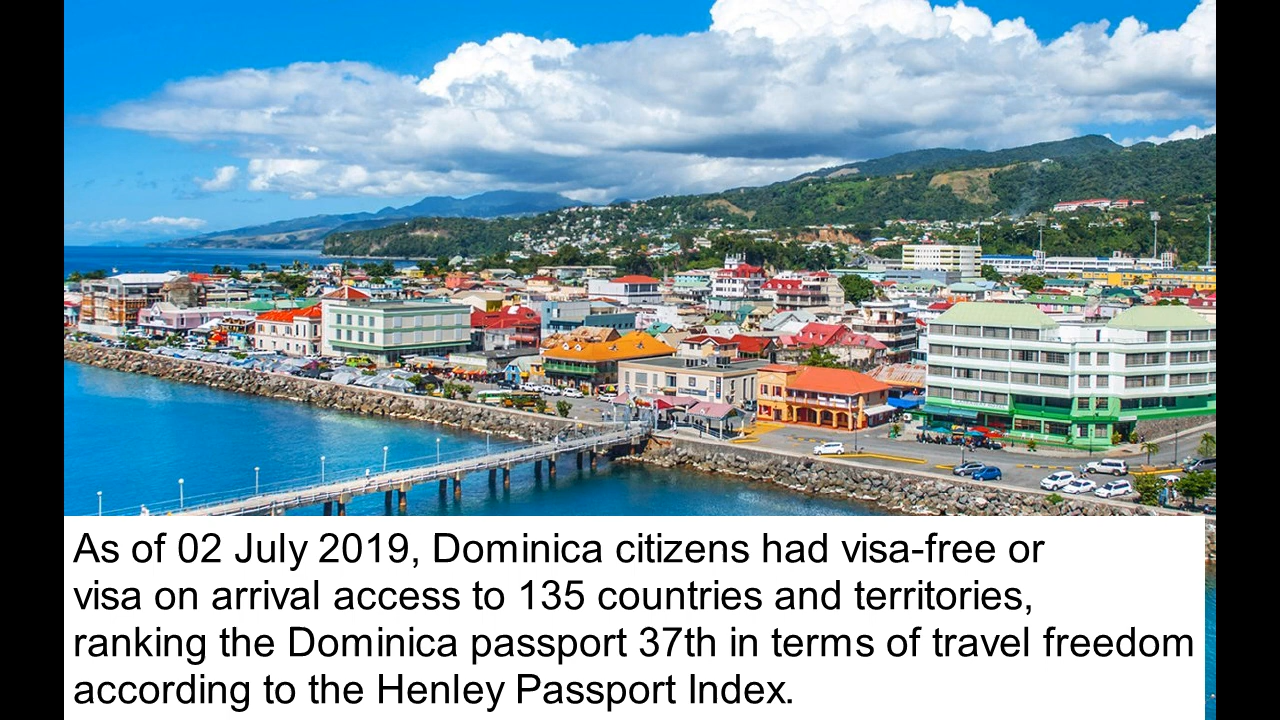 As of 02 July 2019, Dominica citizens had visa-free or
visa on arrival access to 135 countries and territories,
ranking the Dominica passport 37th in terms of travel freedom
according to the Henley Passport Index.